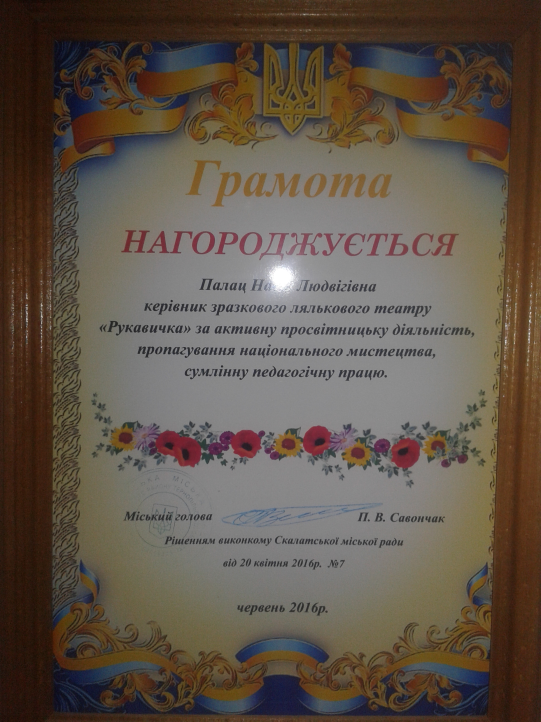 Грамота
НАГОРОДЖУЄТЬСЯ
Палац Людвігівна
керівник зразкового лялькового театру
«Рукавичка» за активну просвітницьку діяльність,
пропагування національного мистецтва,
сумлінну педагогічну працю.
Міський голова П. В. Савончак
Рішенням виконкому Скалатської міської ради
від 20 квітня 2016р. №7
червень 2016р.